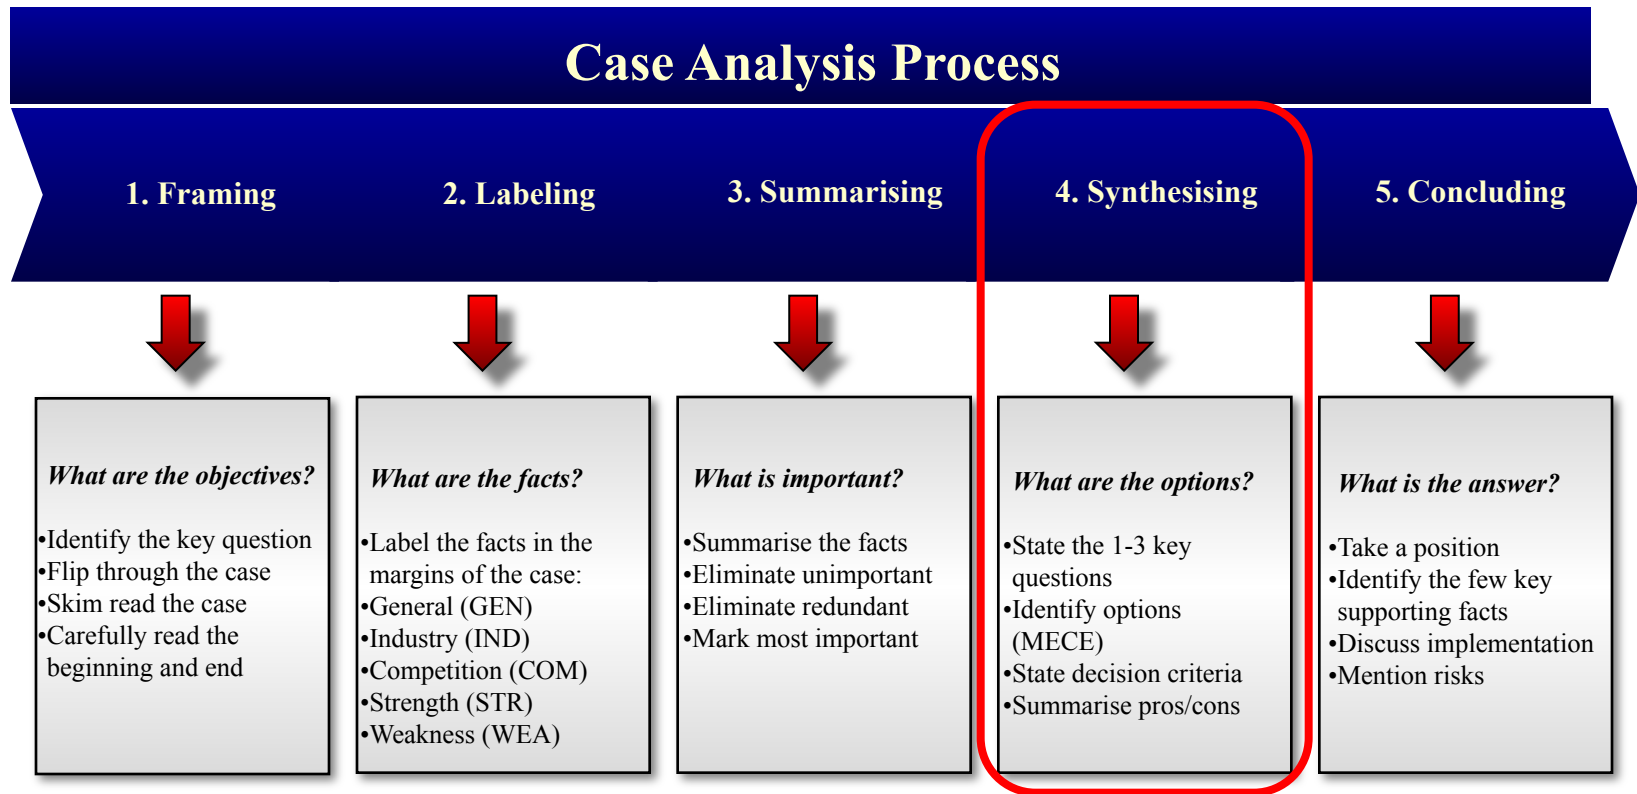 Case Analysis Process
1. Framing
2. Labeling
3. Summarising
4. Synthesising
5. Concluding
What are the objectives?
•Identify the key question
•Flip through the case
•Skim read the case
•Carefully read the
beginning and end
What are the facts?
•Label the facts in the
margins of the case:
•General (GEN)
•Industry (IND)
•Competition (COM)
•Strength (STR)
•Weakness (WEA)
What is important?
•Summarise the facts
•Eliminate unimportant
•Eliminate redundant
•Mark most important
What are the options?
•State the 1-3 key
questions
•Identify options
(MECE)
•State decision criteria
•Summarise pros/cons
What is the answer?
•Take a position
•Identify the few key
supporting facts
•Discuss implementation
•Mention risks